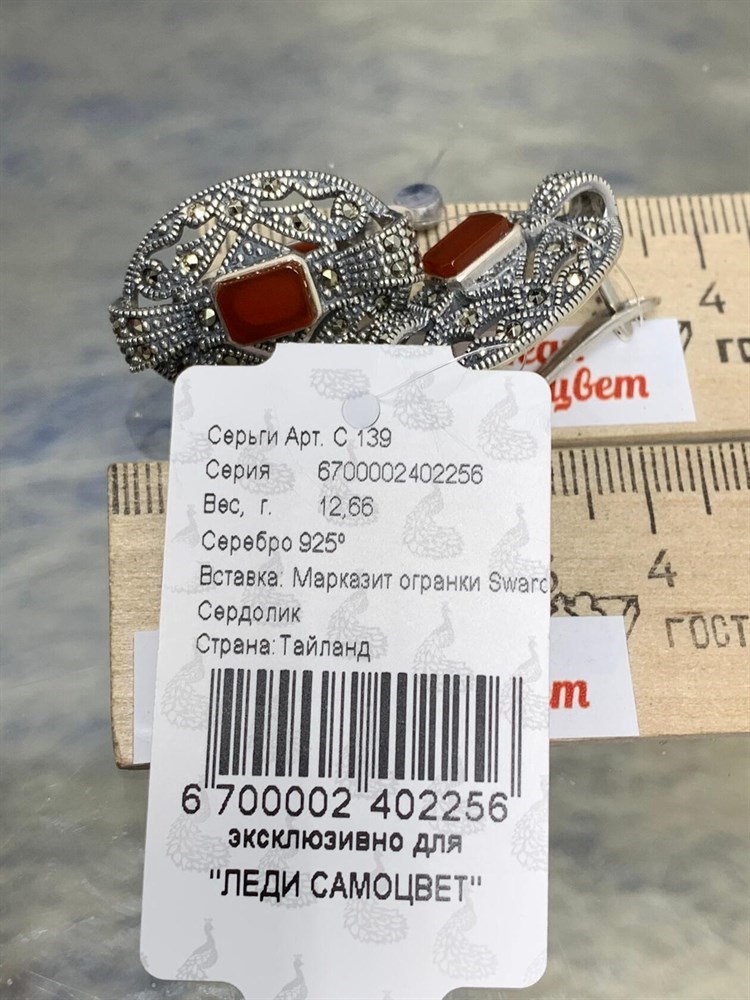 4
ГО
цвет
Серьги Арт. С 139
Серия 6700002402256
Вес, г. 12,66
Серебро 925°
Вставка: Марказит огранки Swaro
Сердолик
Страна:Тайланд
4
ГОСТ
т
6 700002 402256
эксклюзивно для
"ЛЕДИ САМОЦВЕТ"